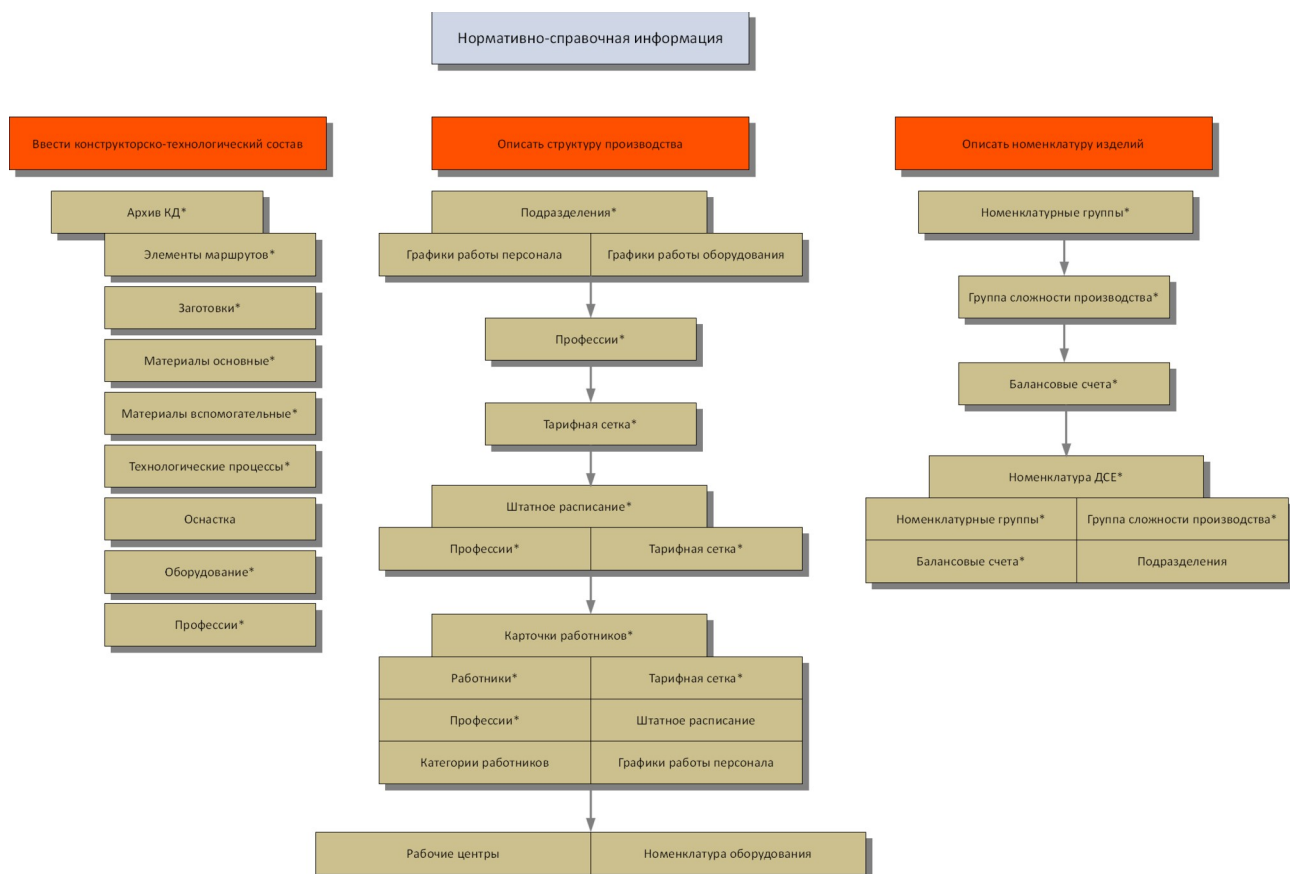 Нормативно-справочная информация
Ввести конструкторско-технологический состав
Архив КД*
Элементы маршрутов*
Заготовки*
Материалы основные*
Материалы вспомогательные*
Технологические процессы*
Оснастка
Оборудование*
Профессии*
Описать структуру производства
Подразделения*
Графики работы персонала
Графики работы оборудования
Профессии*
Тарифная сетка*
Штатное расписание*
Профессии*
Тарифная сетка*
Карточки работников*
Работники*
Тарифная сетка*
Профессии*
Штатное расписание
Категории работников
Графики работы персонала
Рабочие центры
Номенклатура оборудования
Описать номенклатуру изделий
Номенклатурные группы*
Группа сложности производства*
Балансовые счета*
Номенклатура ДСЕ*
Номенклатурные группы*
Группа сложности производства*
Балансовые счета*
Подразделения